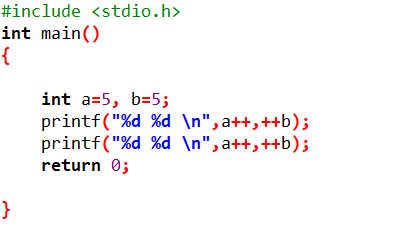 #include <stdio.h>
int main()
{
int a=5, b=5;
printf("%d %d \n",a++,++b);
printf("%d %d \n",a++,++b);
return 0;
}